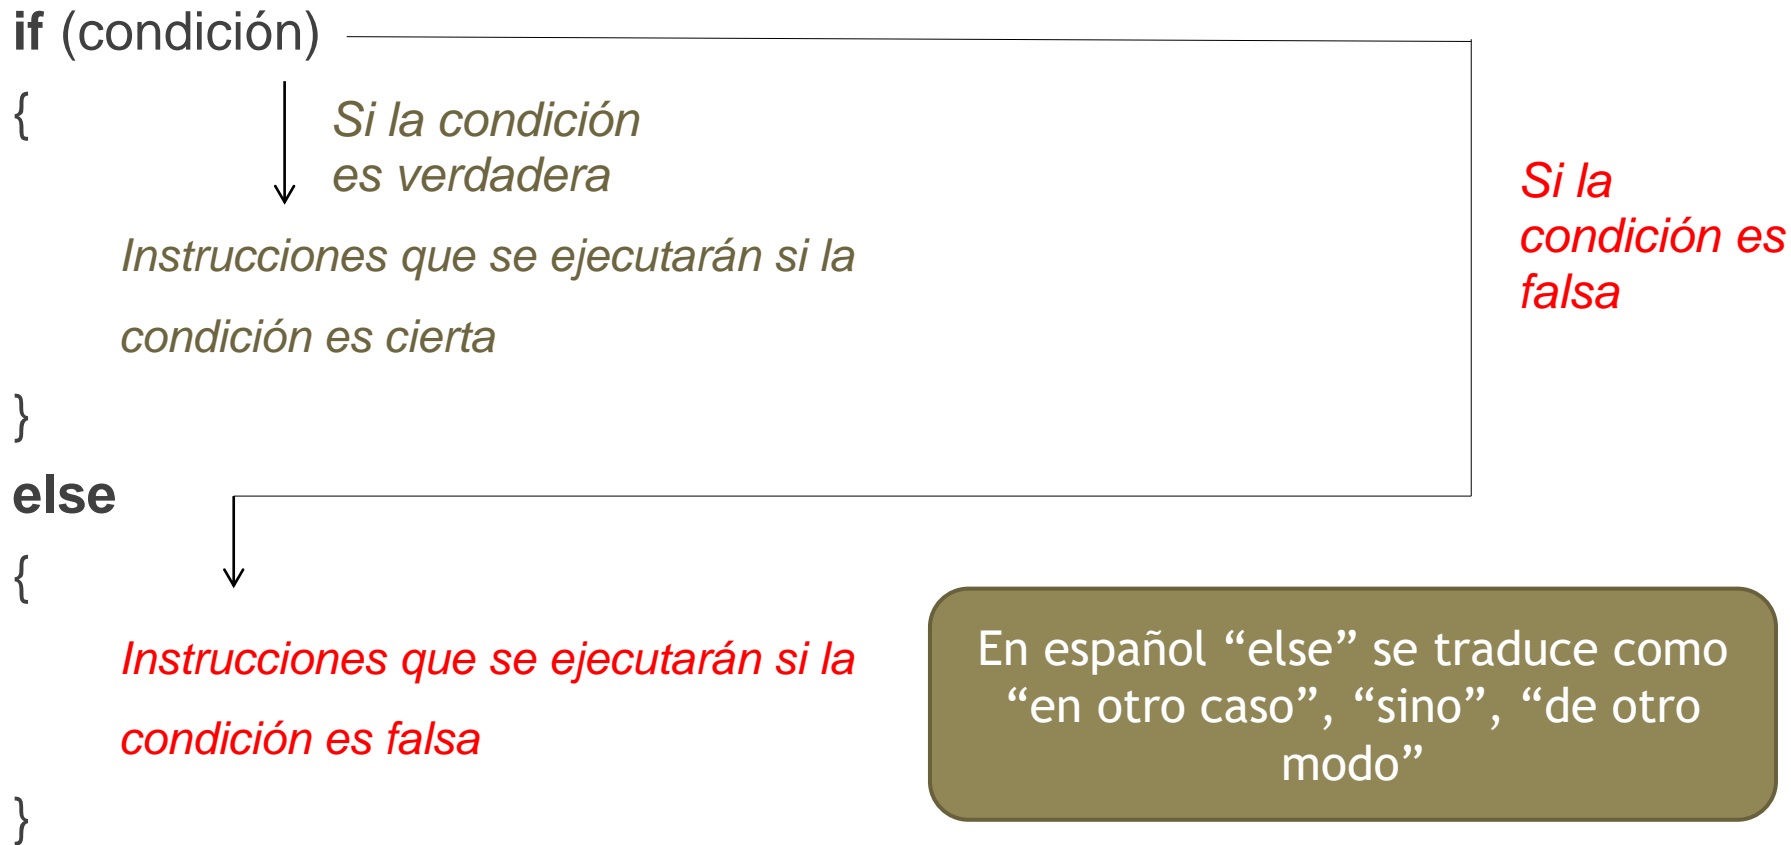 if (condición)
{
Si la condición
es verdadera
Instrucciones que se ejecutarán si la
condición es cierta
}
Si la
condición es
falsa
else
{
Instrucciones que se ejecutarán si la
condición es falsa
}
En español “else” se traduce como
“en otro caso”, “sino”, “de otro
modo”